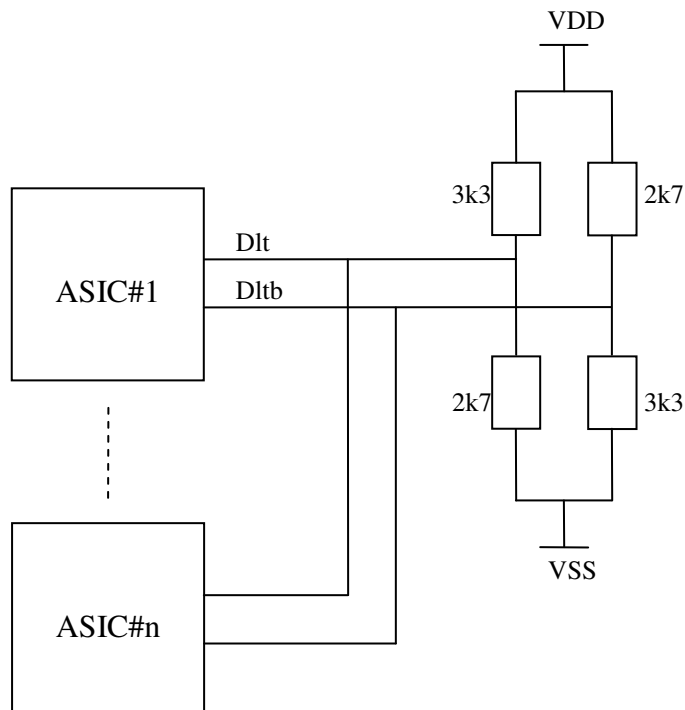 VDD
3k3
2k7
Dlt
ASIC#1
Dltb
2k7
3k3
VSS
ASIC#n